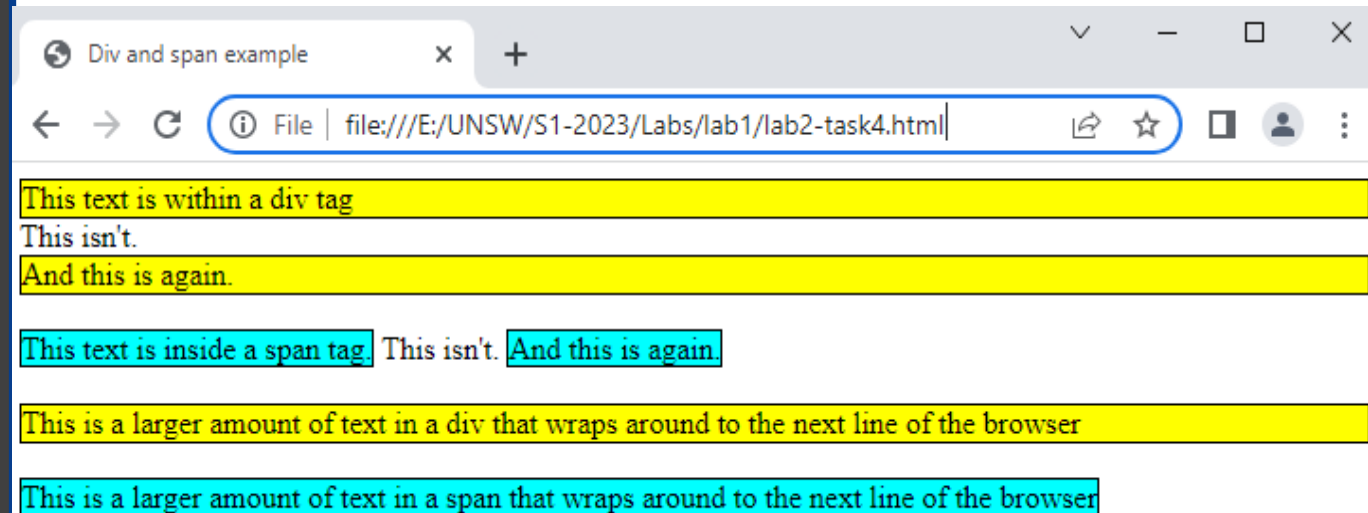 Div and span example
File file:///E:/UNSW/S1-2023/Labs/lab1/lab2-task4.html
This text is within a div tag
This isn't.
And this is again.
This text is inside a span tag. This isn't. And this is again.
This is a larger amount of text in a div that wraps around to the next line of the browser
This is a larger amount of text in a span that wraps around to the next line of the browser